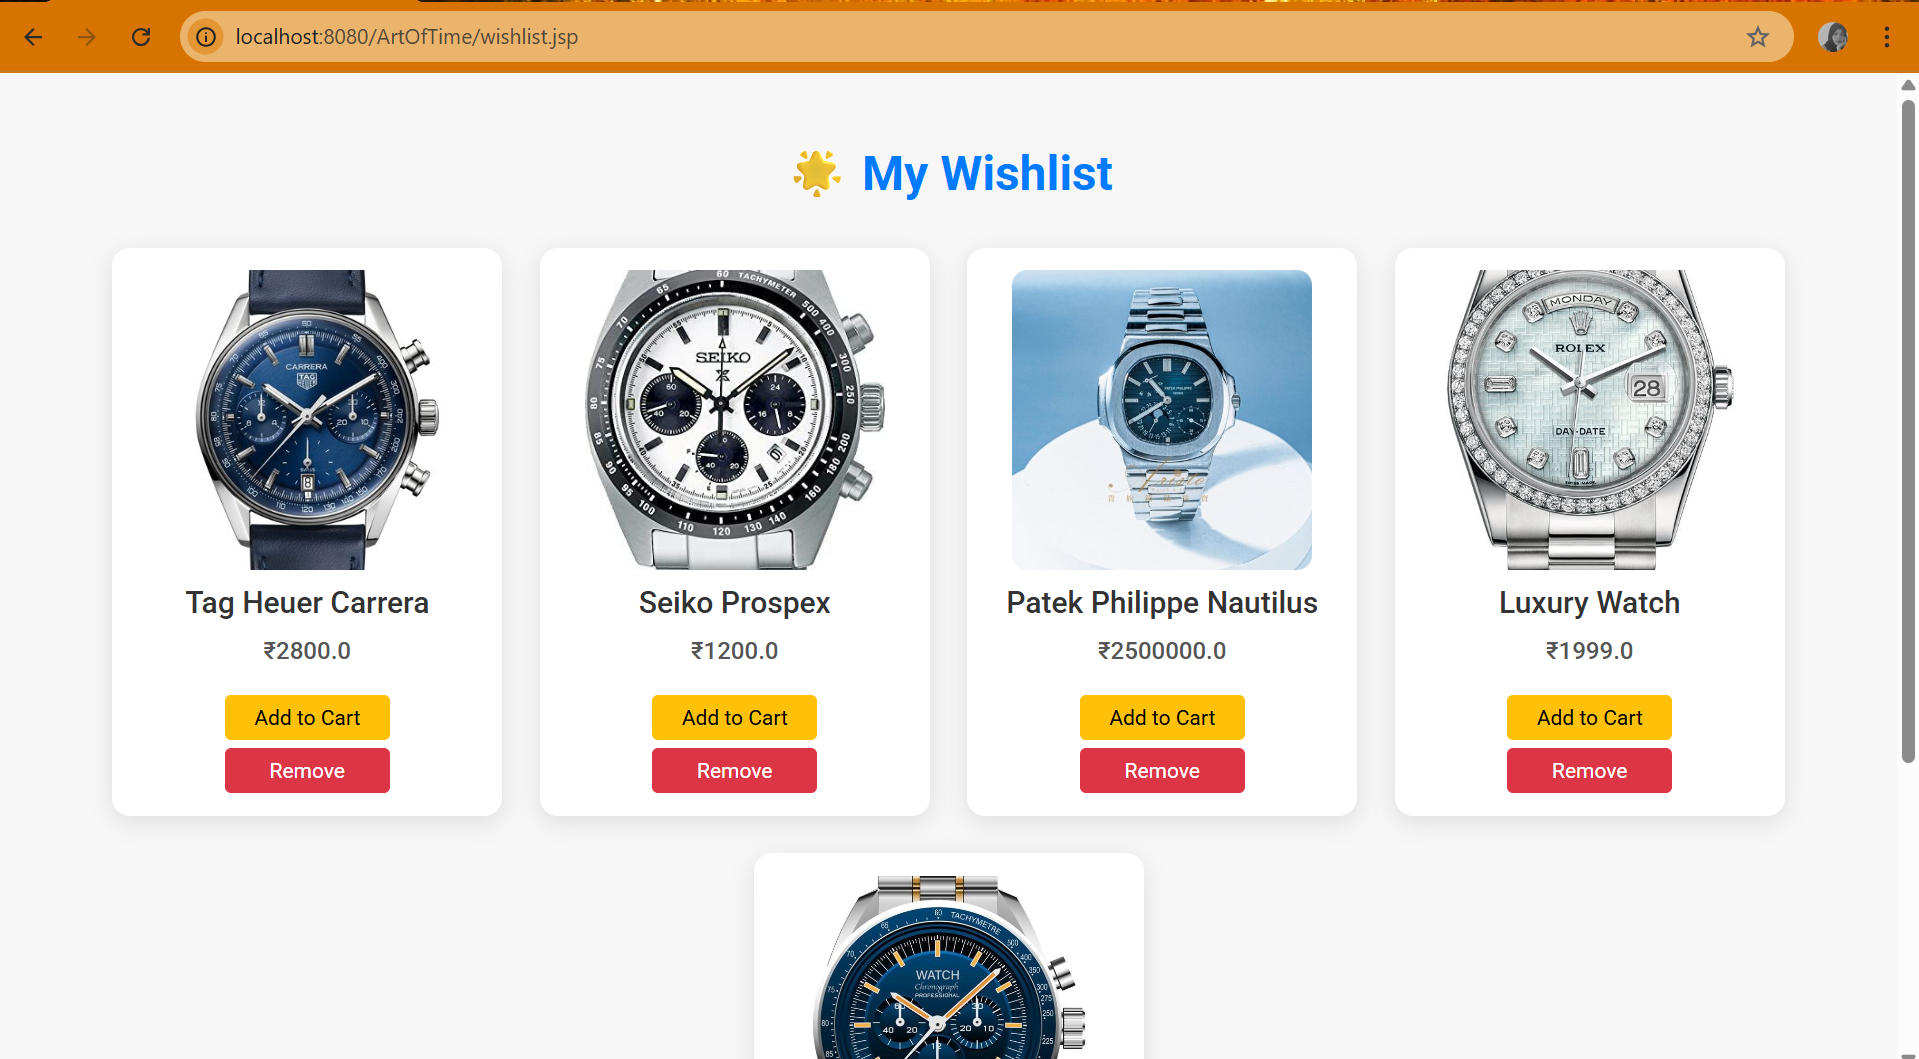 localhost:8080/ArtOfTime/wishlist.jsp
My Wishlist
CARRERA
TAG
Tag Heuer Carrera
₹2800.0
Add to Cart
Remove
60 TACHYMETER
SEIKO
Seiko Prospex
₹1200.0
Add to Cart
Remove
Patek Philippe Nautilus
₹2500000.0
Add to Cart
Remove
MONDAY
ROLEX
28
DAY-DATE
Luxury Watch
₹1999.0
Add to Cart
Remove
60 TACHYMETRE
WATCH
Chronograph
PROFESSIONAL